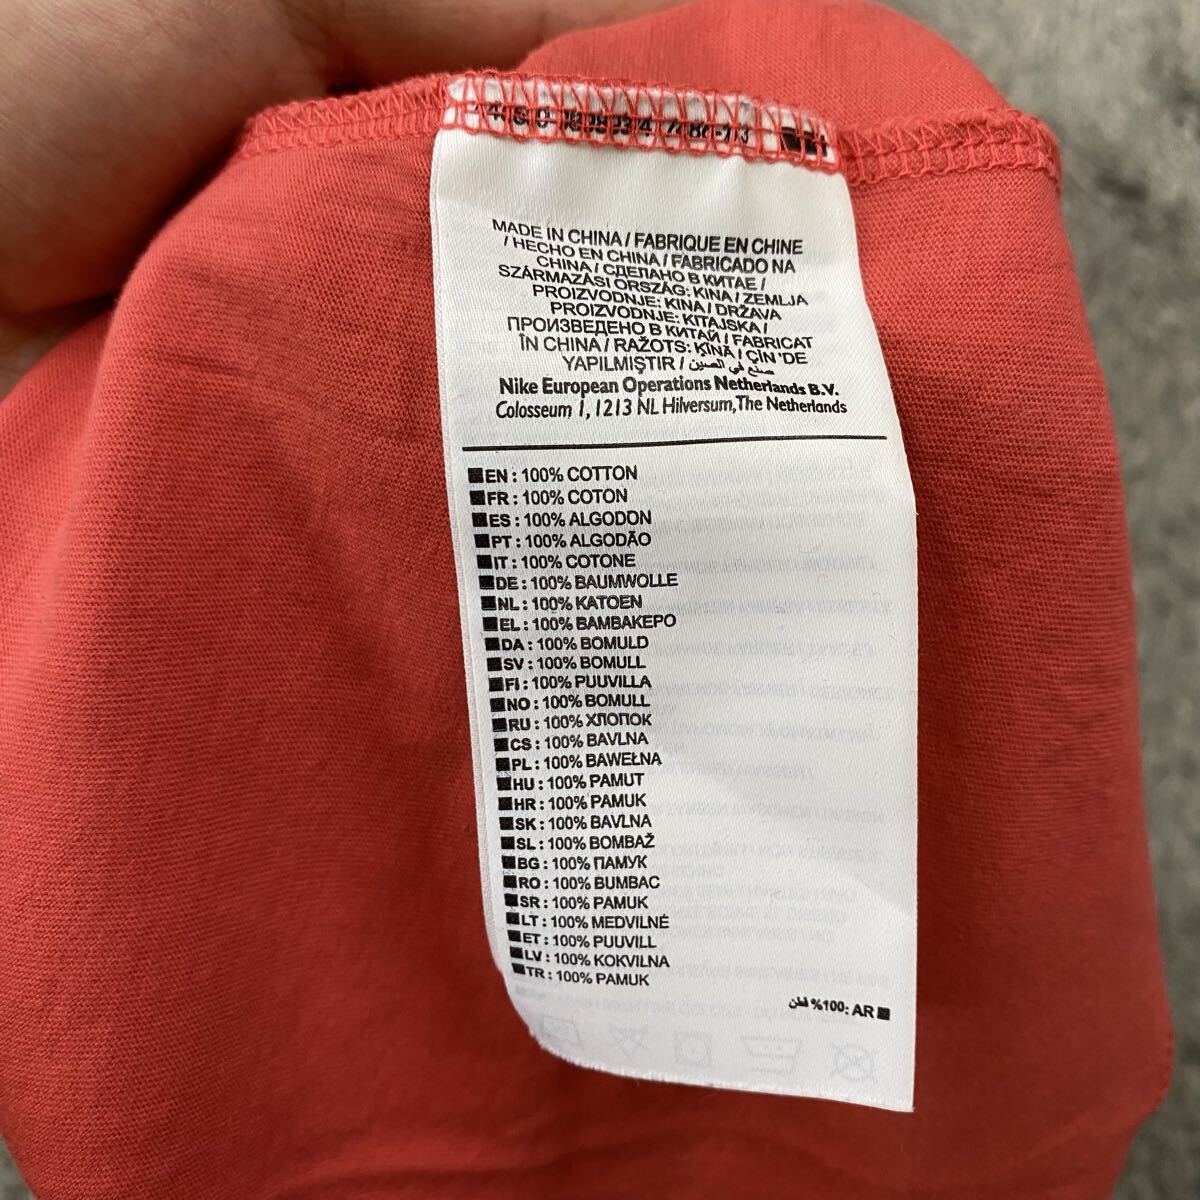 MADE IN CHINA / FABRIQUE EN CHINE
/ HECHO EN CHINA / FABRICADO NA
CHINA / СДЕЛАНО В КИТАЕ /
SZÁRMAZÁSI ORSZÁG: KINA / ZEMLJA
PROIZVODNJE: KINA / DRŽAVA
PROIZVODNJE: KITAJSKA /
ПРОИЗВЕДЕНО В КИТАЙ / FABRICAT
ÎN CHINA / RAŽOTS: ĶĪNĀ / ÇİN'DE
YAPILMIŞTIR / صنع في الصين
Nike European Operations Netherlands B.V.
Colosseum 1, 1213 NL Hilversum, The Netherlands
EN : 100% COTTON
FR : 100% COTON
ES : 100% ALGODON
PT : 100% ALGODÃO
IT : 100% COTONE
DE : 100% BAUMWOLLE
NL : 100% KATOEN
EL : 100% ΒΑΜΒΑΚΕΡΟ
DA : 100% BOMULD
SV : 100% BOMULL
FI : 100% PUUVILLA
NO : 100% BOMULL
RU : 100% ХЛОПОК
CS : 100% BAVLNA
PL : 100% BAWEŁNA
HU : 100% PAMUT
HR : 100% PAMUK
SK : 100% BAVLNA
SL : 100% BOMBAŽ
BG : 100% ПАМУК
RO : 100% BUMBAC
SR : 100% PAMUK
LT : 100% MEDVILNĖ
ET : 100% PUUVILL
LV : 100% KOKVILNA
TR : 100% PAMUK
قطن %100 : AR